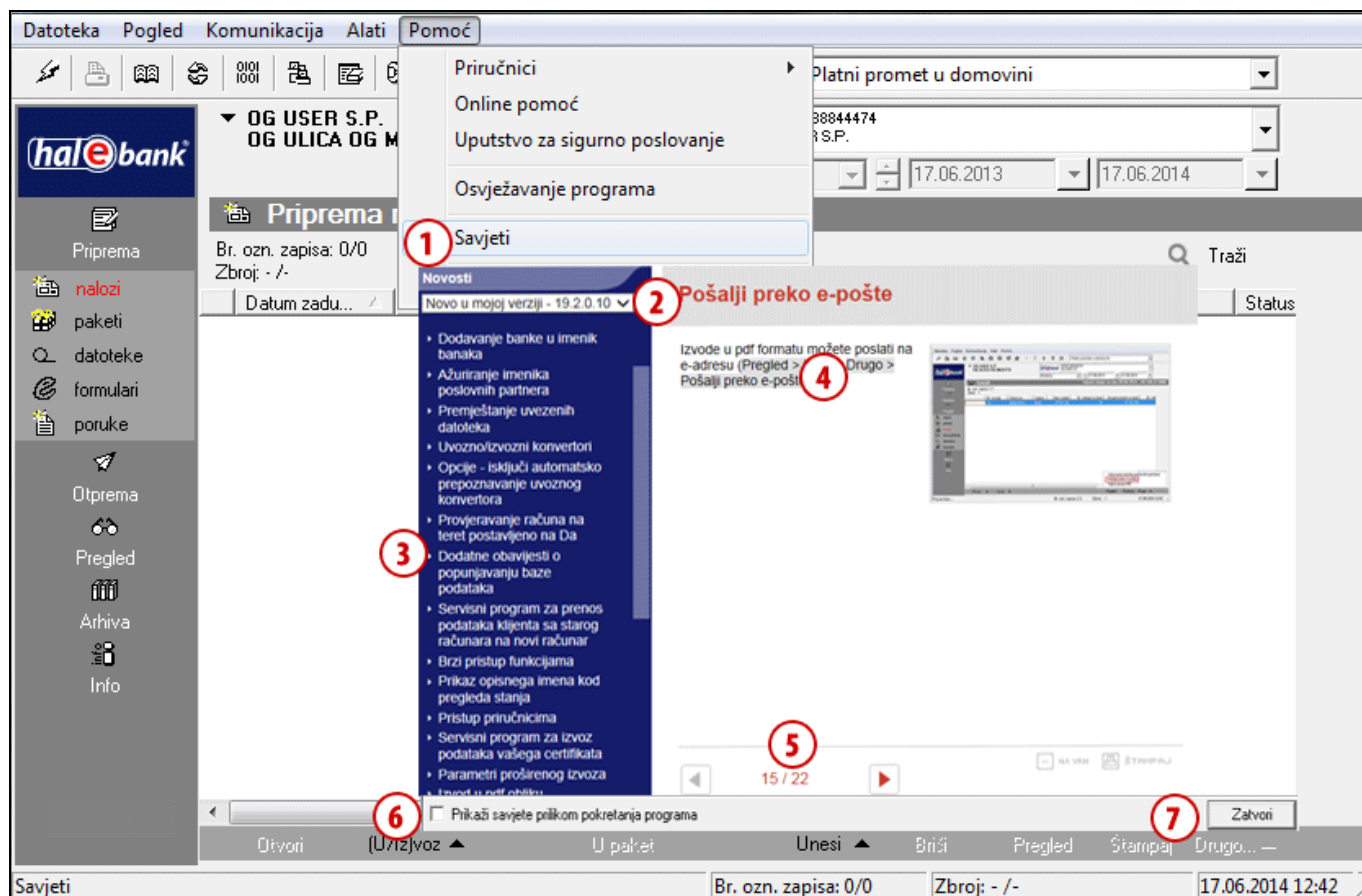 Datoteka Pogled Komunikacija Alati Pomoć
Priručnici
Online pomoć
Uputstvo za sigurno poslovanje
Osvježavanje programa
Savjeti
Platni promet u domovini
halebank
OG USER S.P.
OG ULICA OG M
38844474
S.P.
17.06.2013 17.06.2014
Priprema
Br. ozn. zapisa: 0/0
Zbroj: - /-
Traži
Datum zadu...
Status
Priprema
nalozi
paketi
datoteke
formulari
poruke
Otprema
Pregled
Arhiva
Info
1
2
3
4
5
6
7
Novosti
Novo u mojoj verziji - 19.2.0.10
Dodavanje banke u imenik
banaka
Ažuriranje imenika
poslovnih partnera
Premještanje uvezenih
datoteka
Uvozno/izvozni konvertori
Opcije - isključi automatsko
prepoznavanje uvoznog
konvertora
Provjeravanje računa na
teret postavljeno na Da
Dodatne obavijesti o
popunjavanju baze
podataka
Servisni program za prenos
podataka klijenta sa starog
računara na novi računar
Brzi pristup funkcijama
Prikaz opisnega imena kod
pregleda stanja
Pristup priručnicima
Servisni program za izvoz
podataka vašega certifikata
Parametri proširenog izvoza
Izvod u pdf obliku
Pošalji preko e-pošte
Izvode u pdf formatu možete poslati na
e-adresu (Pregled > Drugo >
Pošalji preko e-pošt
15 / 22
NA VRH ŠTAMPAJ
Prikaži savjete prilikom pokretanja programa
Zatvori
Otvori (U/Iz)voz U paket Unesi Briši Pregled Štampaj Drugo...
Savjeti Br. ozn. zapisa: 0/0 Zbroj: - /- 17.06.2014 12:42